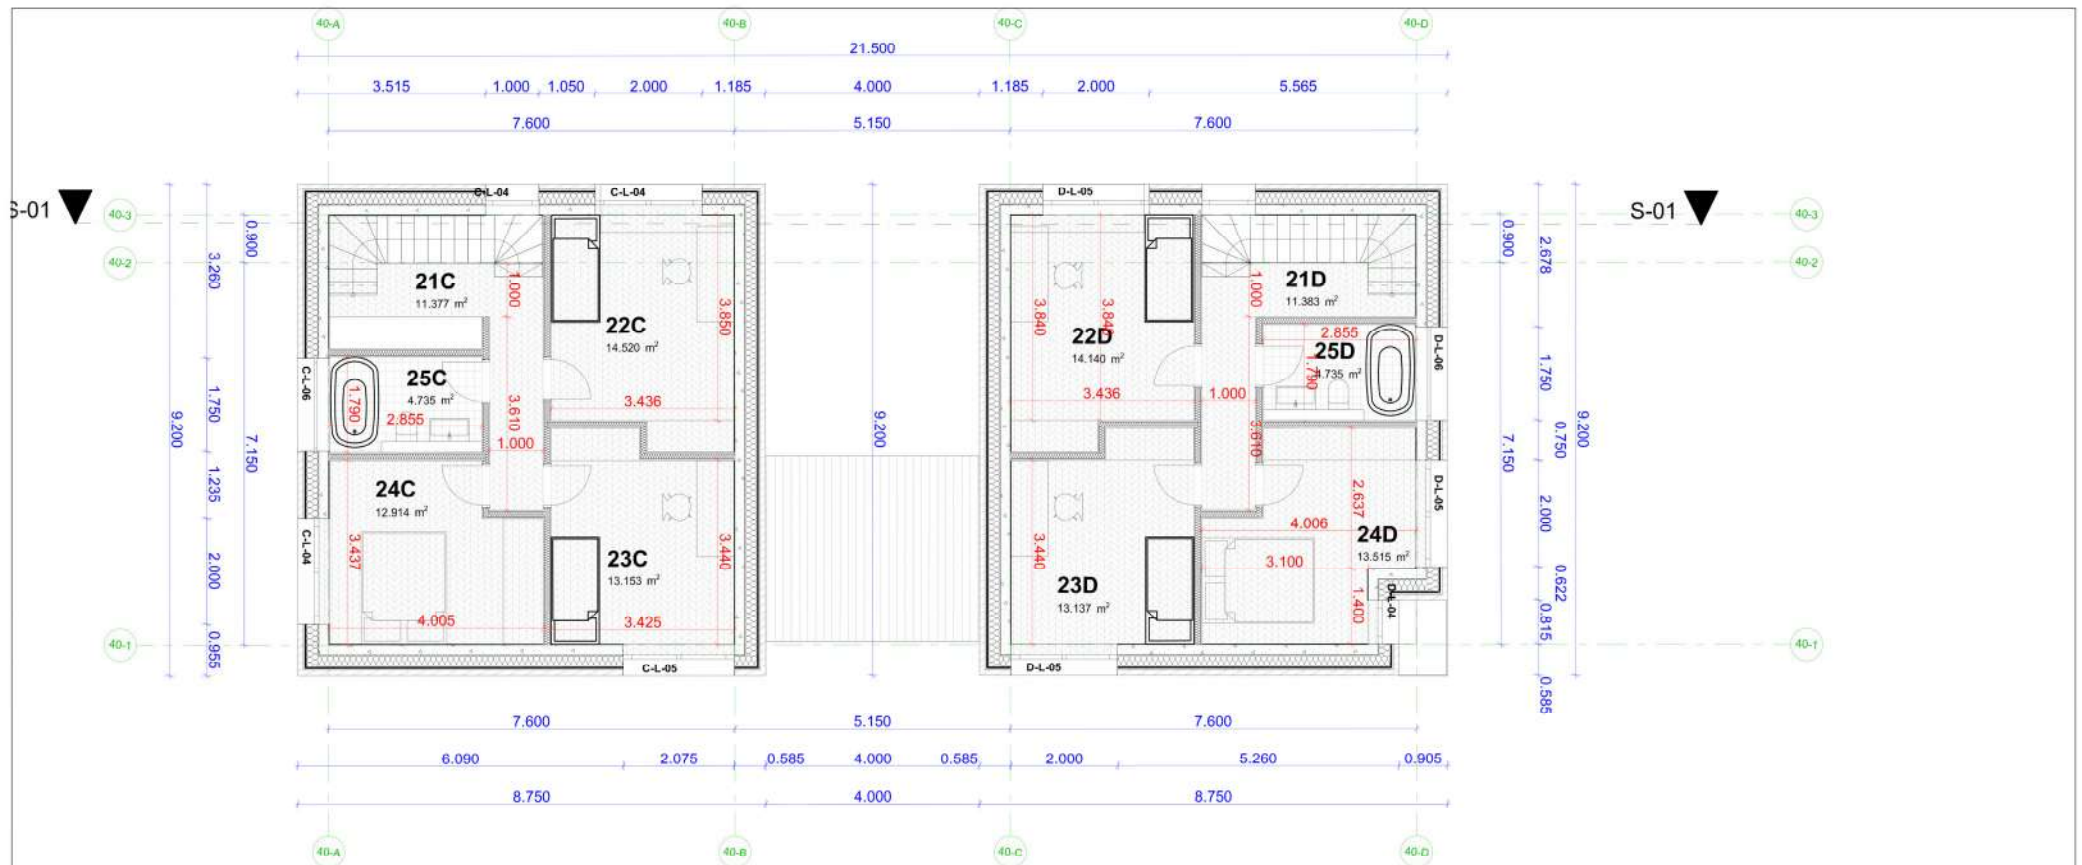 40-A 40-B 40-C 40-D
21.500
3.515 1.000 1.050 2.000 1.185 4.000 1.185 2.000 5.565
7.600 5.150 7.600
C-L-04 C-L-04 D-L-05
S-01 S-01
40-3 40-3
40-2 40-2
0.900 0.900
3.260 2.678
21C
11.377 m²
1.000
21D
11.383 m²
1.000
22C
14.520 m²
3.850
3.840
3.840
22D
14.140 m²
2.855
25D
4.735 m²
1.790
D-L-06
C-L-06
1.790
25C
4.735 m²
2.855
3.610
1.000
3.436
3.436
1.000
3.610
9.200
1.750
7.150
9.200
7.150
1.750
0.750
9.200
24C
12.914 m²
1.235
C-L-04
3.437
2.000
4.005
0.955
23C
13.153 m²
3.440
3.425
C-L-05
3.440
23D
13.137 m²
D-L-05
2.637
4.006
24D
13.515 m²
3.100
1.400
D-L-05
D-L-04
2.000
0.622
0.815
0.585
40-1 40-1
7.600 5.150 7.600
6.090 2.075 0.585 4.000 0.585 2.000 5.260 0.905
8.750 4.000 8.750
40-A 40-B 40-C 40-D